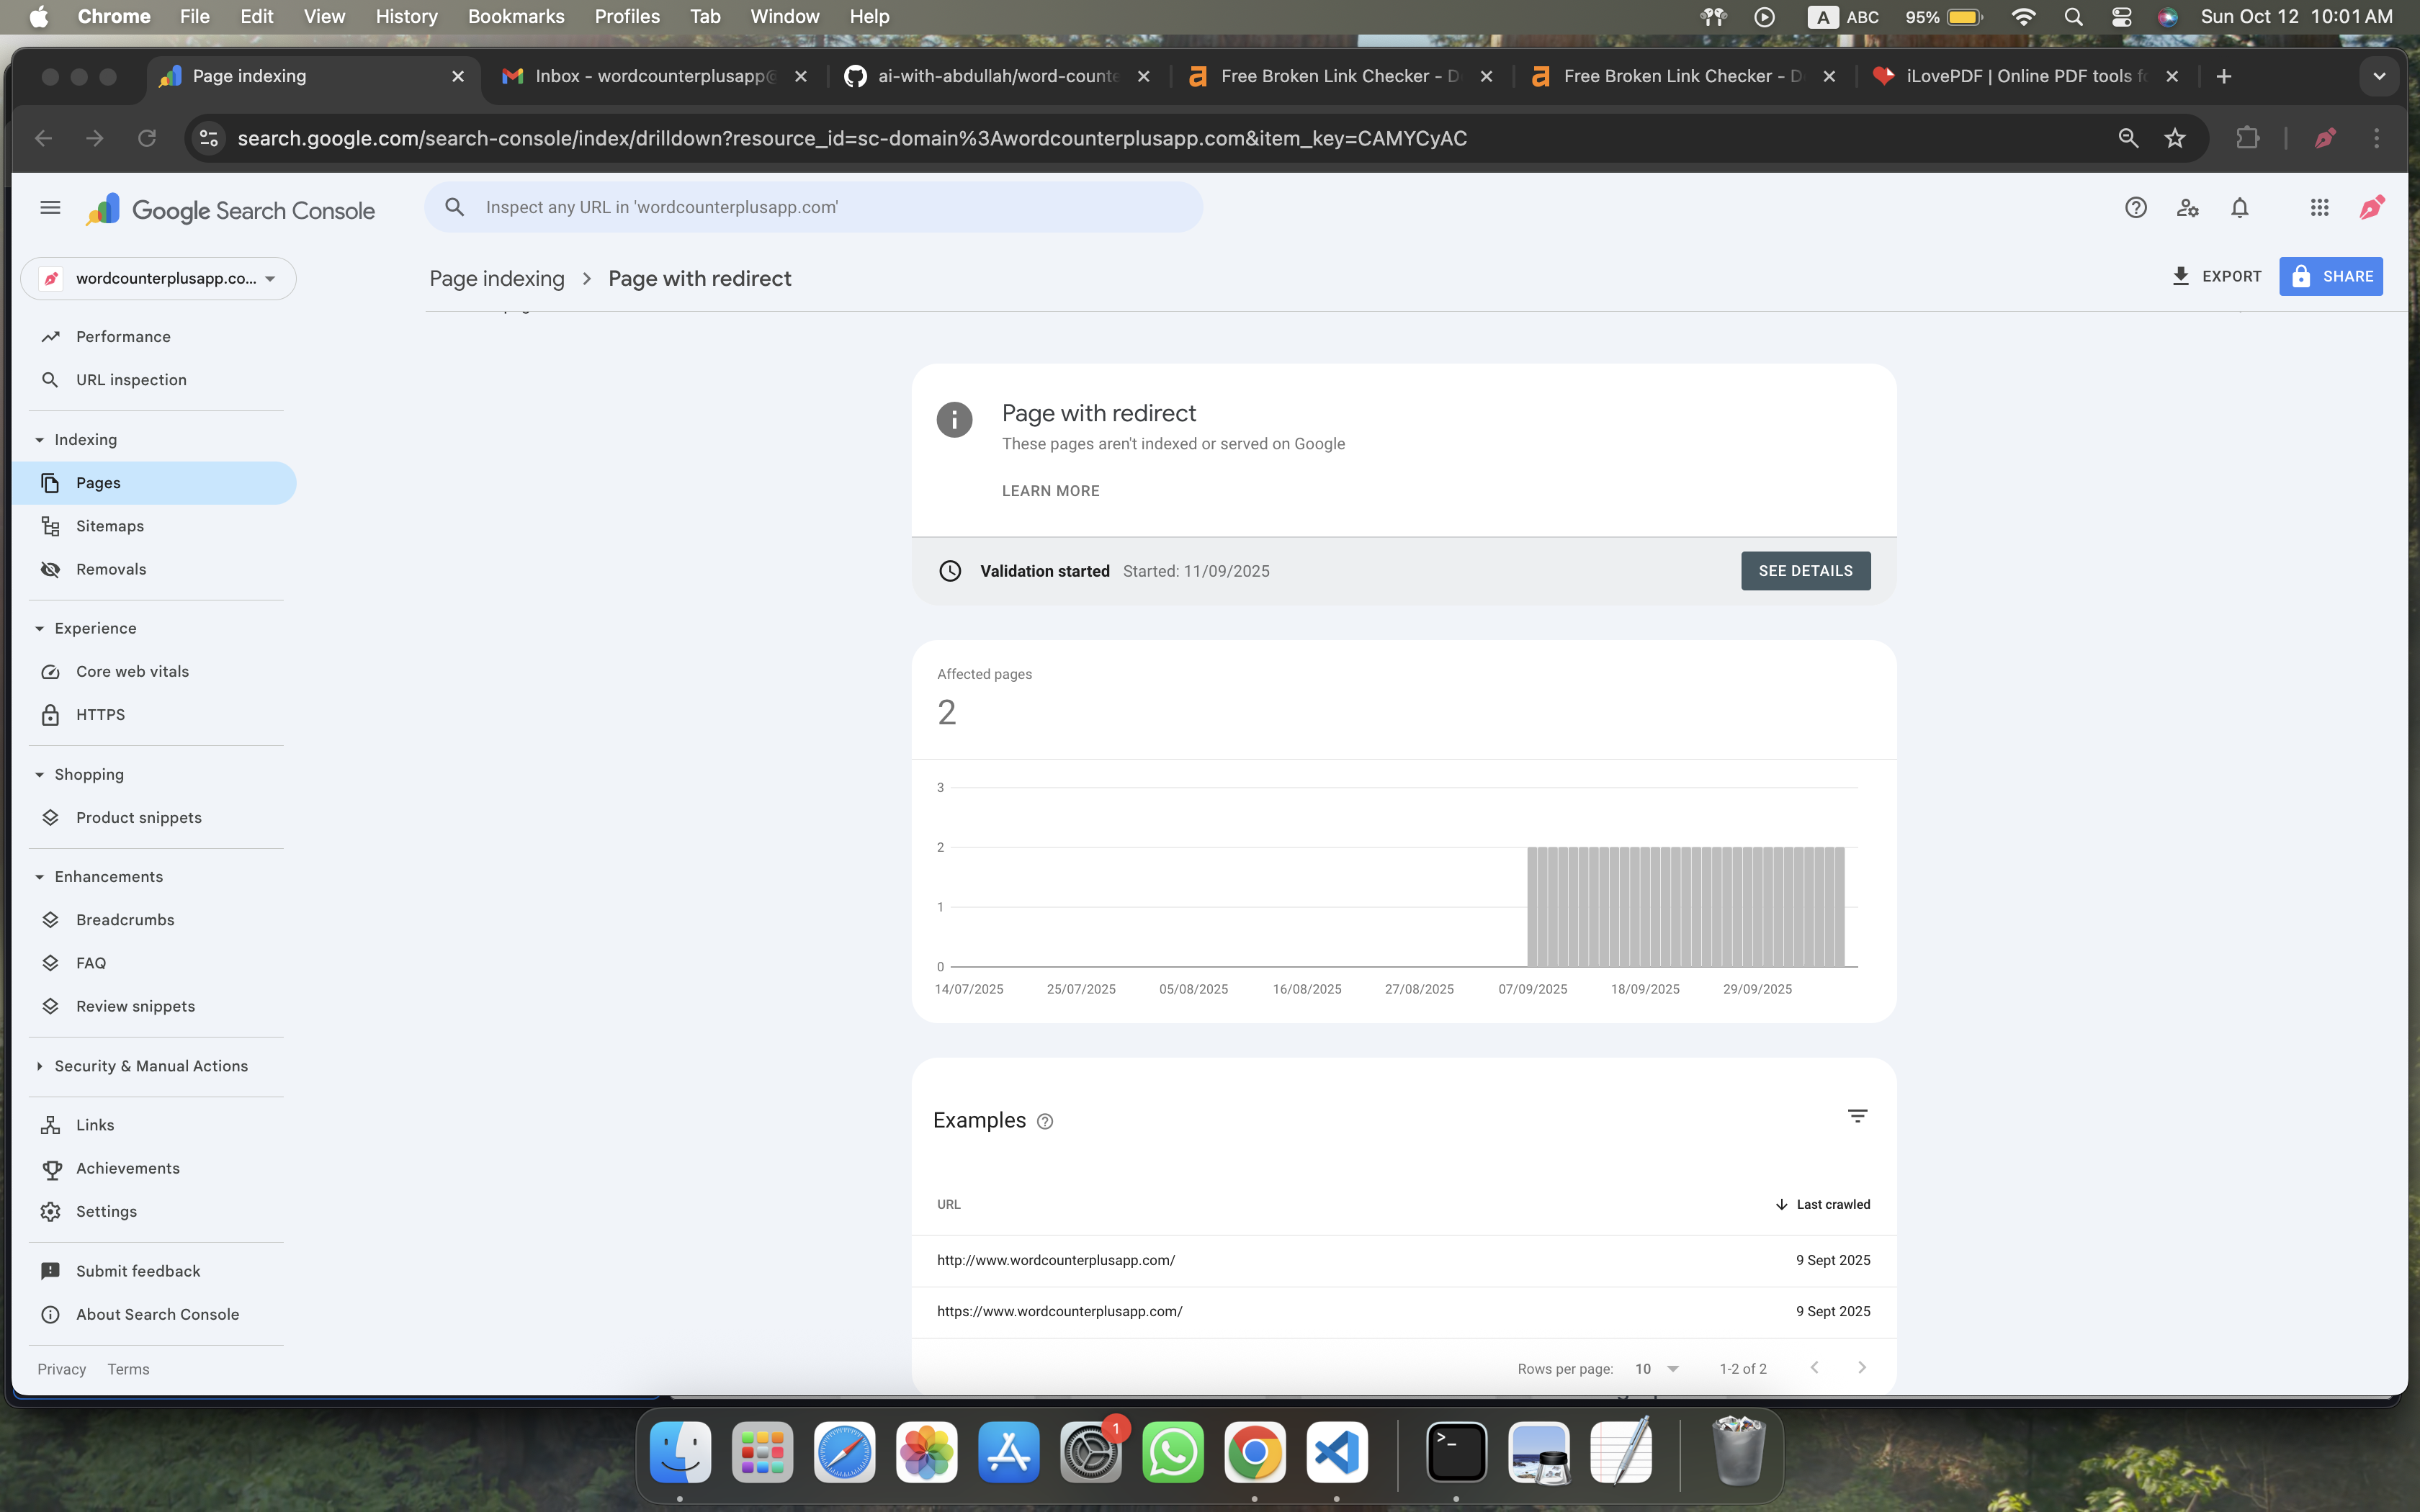 Chrome File Edit View History Bookmarks Profiles Tab Window Help A ABC 95% Sun Oct 12 10:01 AM
Page indexing Inbox - wordcounterplusapp@ ai-with-abdullah/word-counte Free Broken Link Checker - D Free Broken Link Checker - D iLovePDF | Online PDF tools fo
search.google.com/search-console/index/drilldown?resource_id=sc-domain%3Awordcounterplusapp.com&item_key=CAMYCyAC
Google Search Console
Inspect any URL in 'wordcounterplusapp.com'
wordcounterplusapp.co...
Page indexing > Page with redirect
EXPORT
SHARE
Performance
URL inspection
Indexing
Pages
Sitemaps
Removals
Experience
Core web vitals
HTTPS
Shopping
Product snippets
Enhancements
Breadcrumbs
FAQ
Review snippets
Security & Manual Actions
Links
Achievements
Settings
Submit feedback
About Search Console
Privacy Terms
Page with redirect
These pages aren't indexed or served on Google
LEARN MORE
Validation started Started: 11/09/2025
SEE DETAILS
Affected pages
2
3
2
1
0
14/07/2025 25/07/2025 05/08/2025 16/08/2025 27/08/2025 07/09/2025 18/09/2025 29/09/2025
Examples
URL Last crawled
http://www.wordcounterplusapp.com/ 9 Sept 2025
https://www.wordcounterplusapp.com/ 9 Sept 2025
Rows per page: 10 1-2 of 2
1
>_